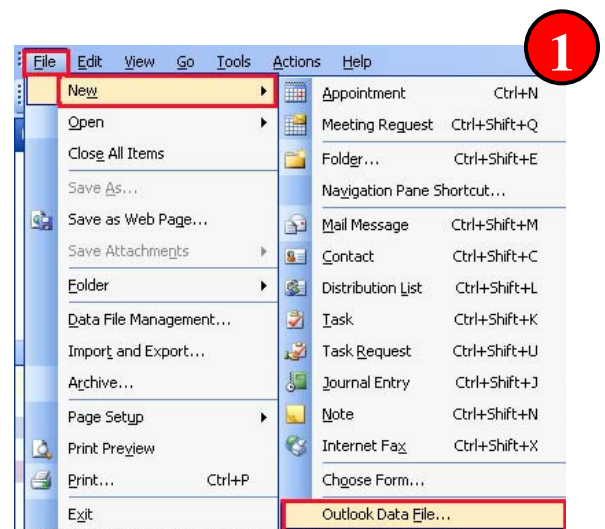 1
File Edit View Go Tools Actions Help
New
Open
Close All Items
Save As...
Save as Web Page...
Save Attachments
Folder
Data File Management...
Import and Export...
Archive...
Page Setup
Print Preview
Print... Ctrl+P
Exit
Appointment Ctrl+N
Meeting Request Ctrl+Shift+Q
Folder... Ctrl+Shift+E
Navigation Pane Shortcut...
Mail Message Ctrl+Shift+M
Contact Ctrl+Shift+C
Distribution List Ctrl+Shift+L
Task Ctrl+Shift+K
Task Request Ctrl+Shift+U
Journal Entry Ctrl+Shift+J
Note Ctrl+Shift+N
Internet Fax Ctrl+Shift+X
Choose Form...
Outlook Data File...